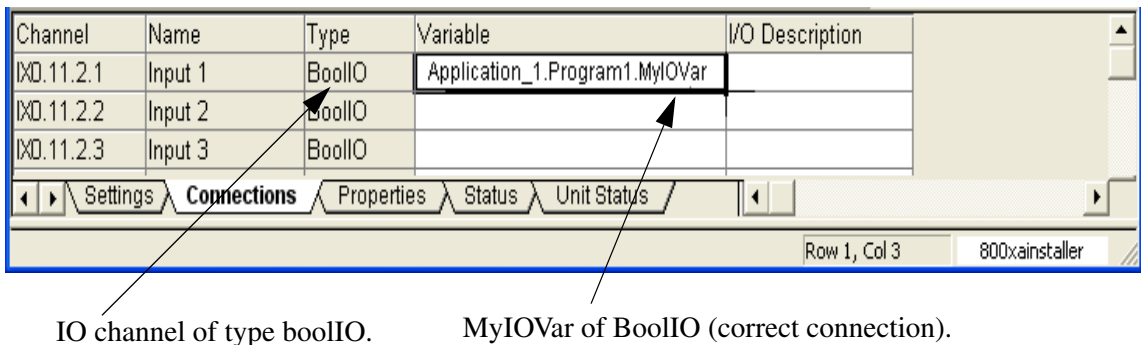 Channel Name Type Variable I/O Description
IX0.11.2.1 Input 1 BoolIO Application_1.Program1.MyIOVar
IX0.11.2.2 Input 2 BoolIO
IX0.11.2.3 Input 3 BoolIO
Settings Connections Properties Status Unit Status
Row 1, Col 3 800xainstaller
IO channel of type boolIO. MyIOVar of BoolIO (correct connection).